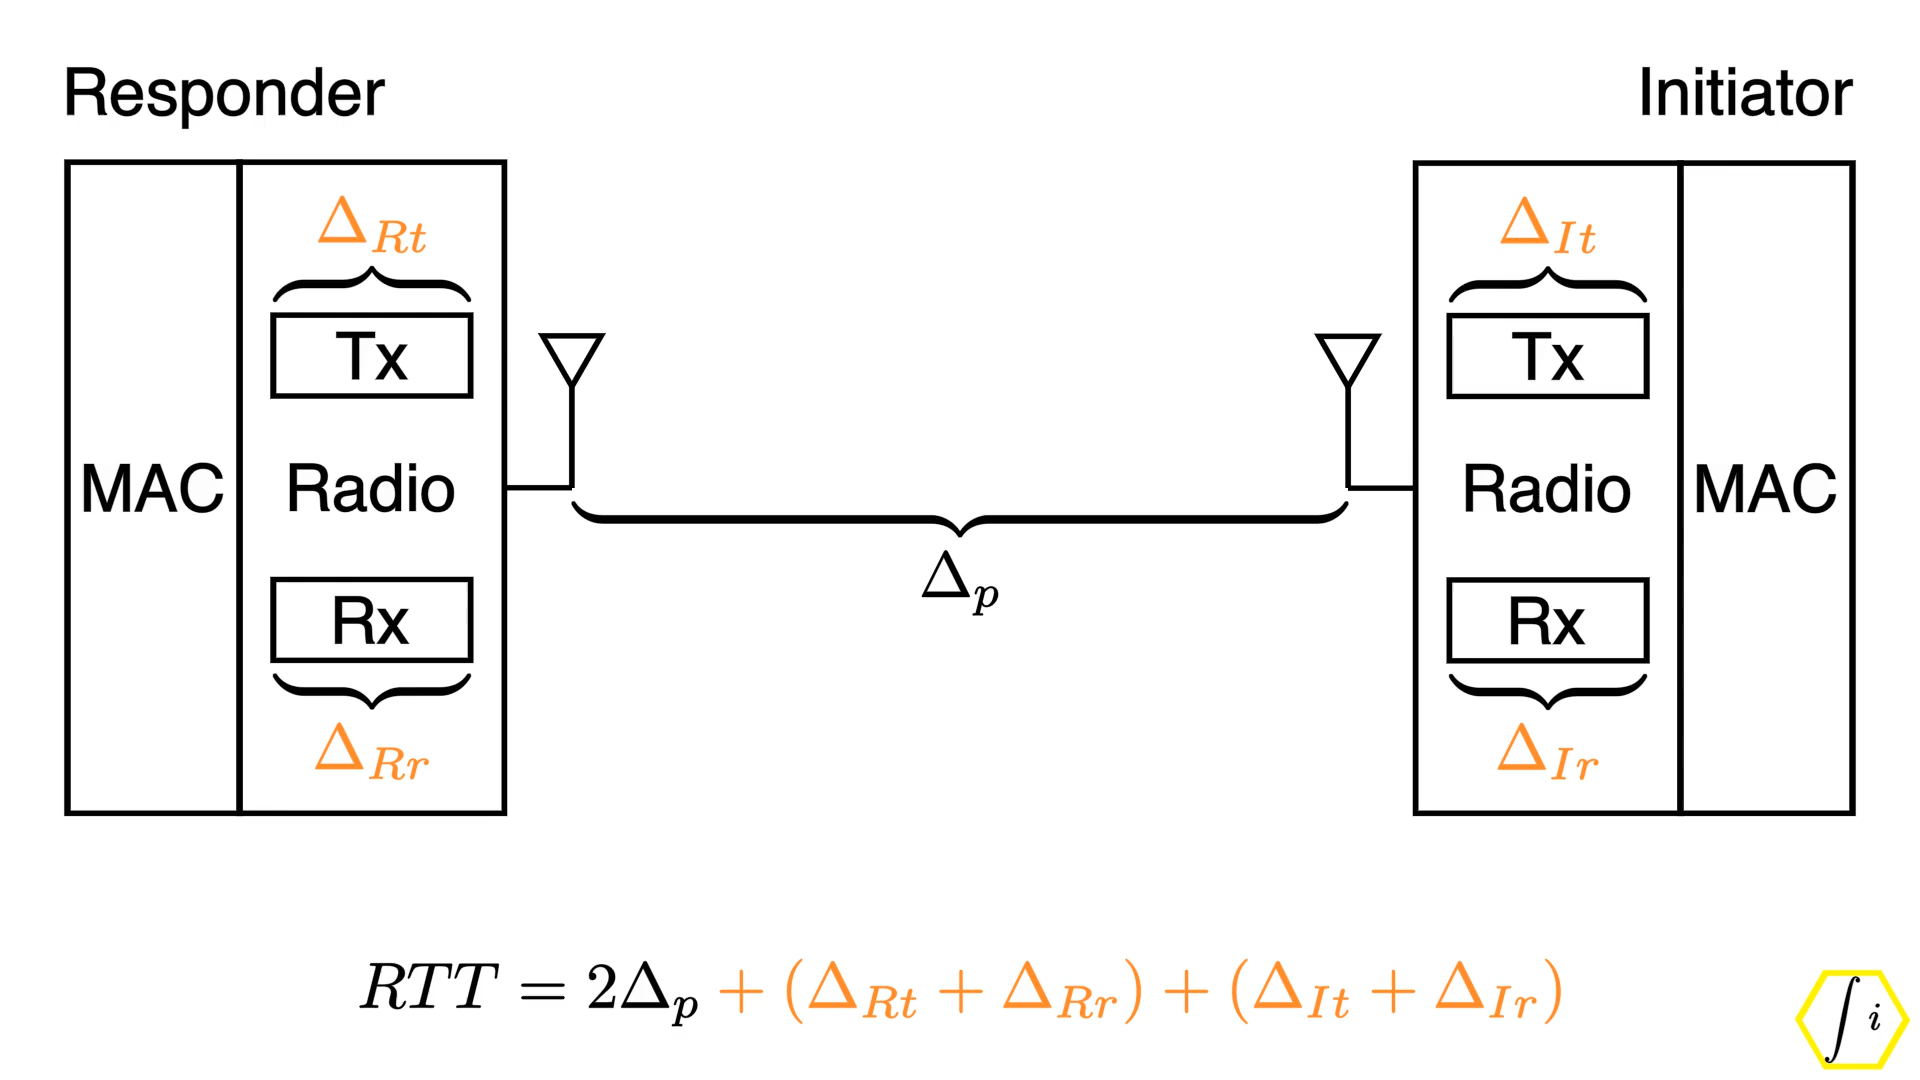 Responder Initiator
Δ_Rt Δ_It
Tx Tx
MAC Radio Radio MAC
Δ_p
Rx Rx
Δ_Rr Δ_Ir
RTT = 2Δ_p + (Δ_Rt + Δ_Rr) + (Δ_It + Δ_Ir)
∫ i